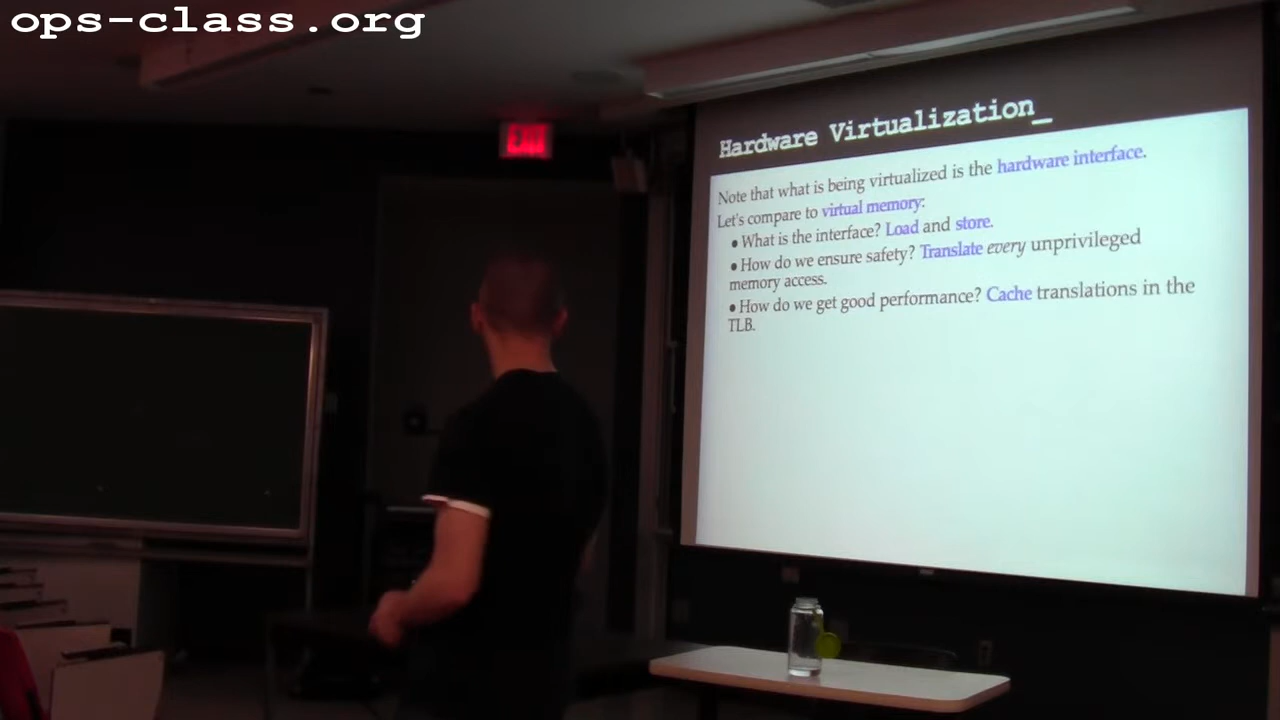 ops-class.org
EXIT
Hardware Virtualization_
Note that what is being virtualized is the hardware interface.
Let's compare to virtual memory:
• What is the interface? Load and store.
• How do we ensure safety? Translate every unprivileged
memory access.
• How do we get good performance? Cache translations in the
TLB.